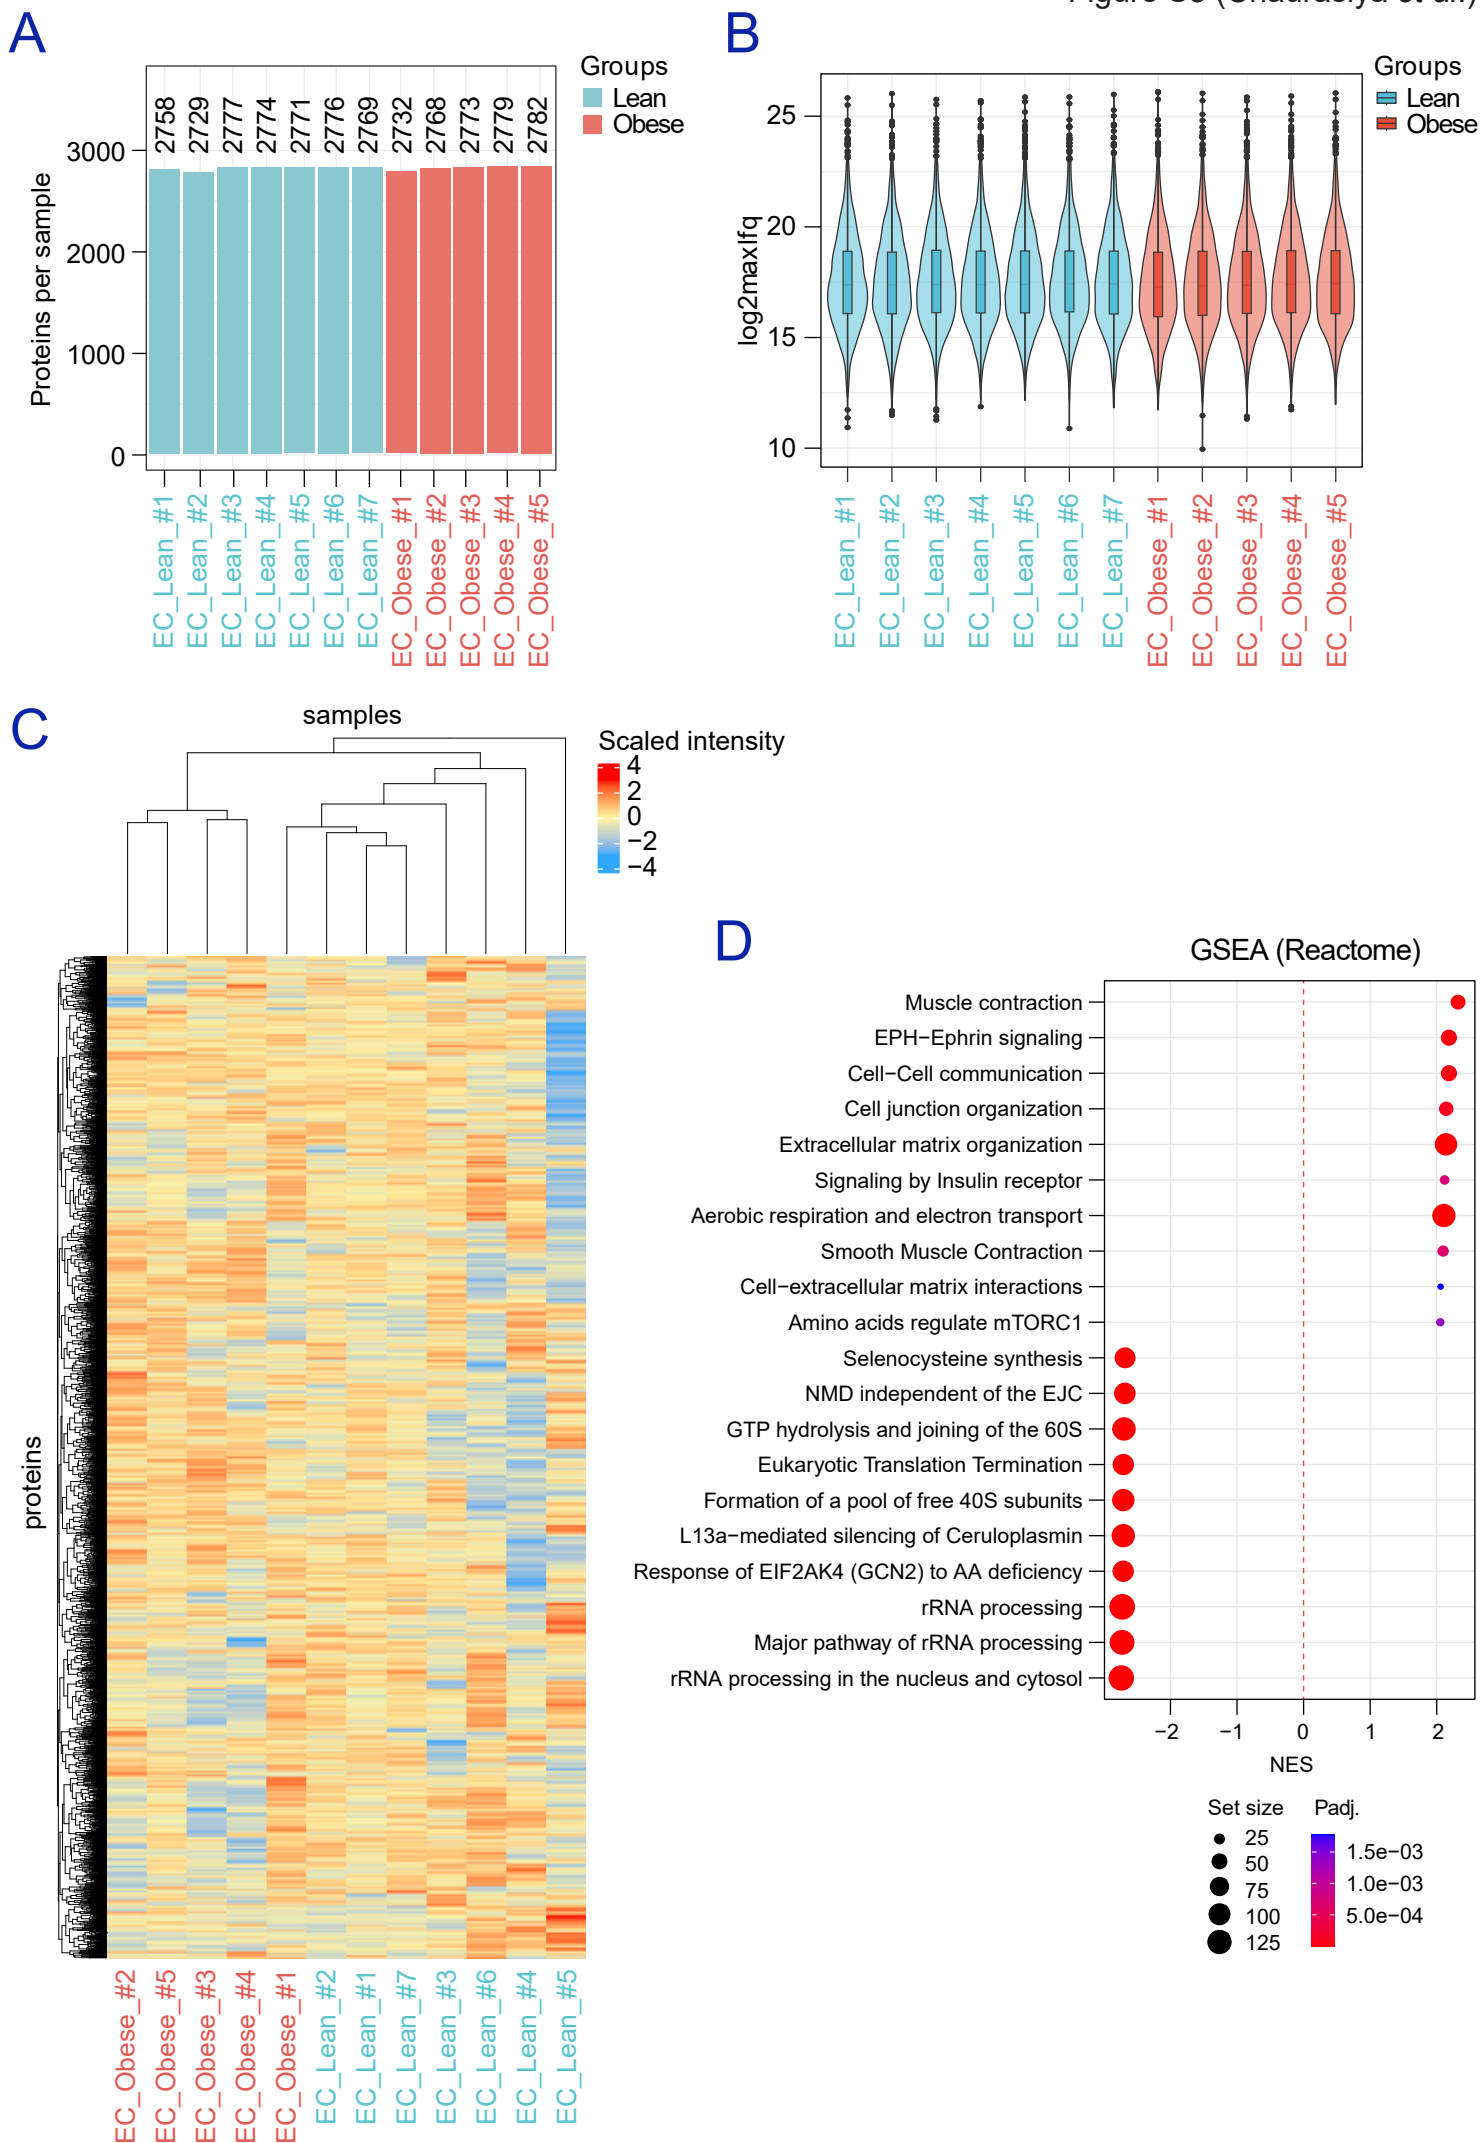 A
B
Groups
Lean
Obese
Proteins per sample
3000
2000
1000
0
2758
2729
2777
2774
2771
2776
2769
2732
2768
2773
2779
2782
EC_Lean_#1
EC_Lean_#2
EC_Lean_#3
EC_Lean_#4
EC_Lean_#5
EC_Lean_#6
EC_Lean_#7
EC_Obese_#1
EC_Obese_#2
EC_Obese_#3
EC_Obese_#4
EC_Obese_#5
Groups
Lean
Obese
log2maxlfq
25
20
15
10
EC_Lean_#1
EC_Lean_#2
EC_Lean_#3
EC_Lean_#4
EC_Lean_#5
EC_Lean_#6
EC_Lean_#7
EC_Obese_#1
EC_Obese_#2
EC_Obese_#3
EC_Obese_#4
EC_Obese_#5
C
samples
Scaled intensity
4
2
0
−2
−4
proteins
EC_Obese_#2
EC_Obese_#5
EC_Obese_#3
EC_Obese_#4
EC_Obese_#1
EC_Lean_#2
EC_Lean_#1
EC_Lean_#7
EC_Lean_#3
EC_Lean_#6
EC_Lean_#4
EC_Lean_#5
D
GSEA (Reactome)
Muscle contraction
EPH−Ephrin signaling
Cell−Cell communication
Cell junction organization
Extracellular matrix organization
Signaling by Insulin receptor
Aerobic respiration and electron transport
Smooth Muscle Contraction
Cell−extracellular matrix interactions
Amino acids regulate mTORC1
Selenocysteine synthesis
NMD independent of the EJC
GTP hydrolysis and joining of the 60S
Eukaryotic Translation Termination
Formation of a pool of free 40S subunits
L13a−mediated silencing of Ceruloplasmin
Response of EIF2AK4 (GCN2) to AA deficiency
rRNA processing
Major pathway of rRNA processing
rRNA processing in the nucleus and cytosol
−2 −1 0 1 2
NES
Set size
25
50
75
100
125
Padj.
1.5e−03
1.0e−03
5.0e−04